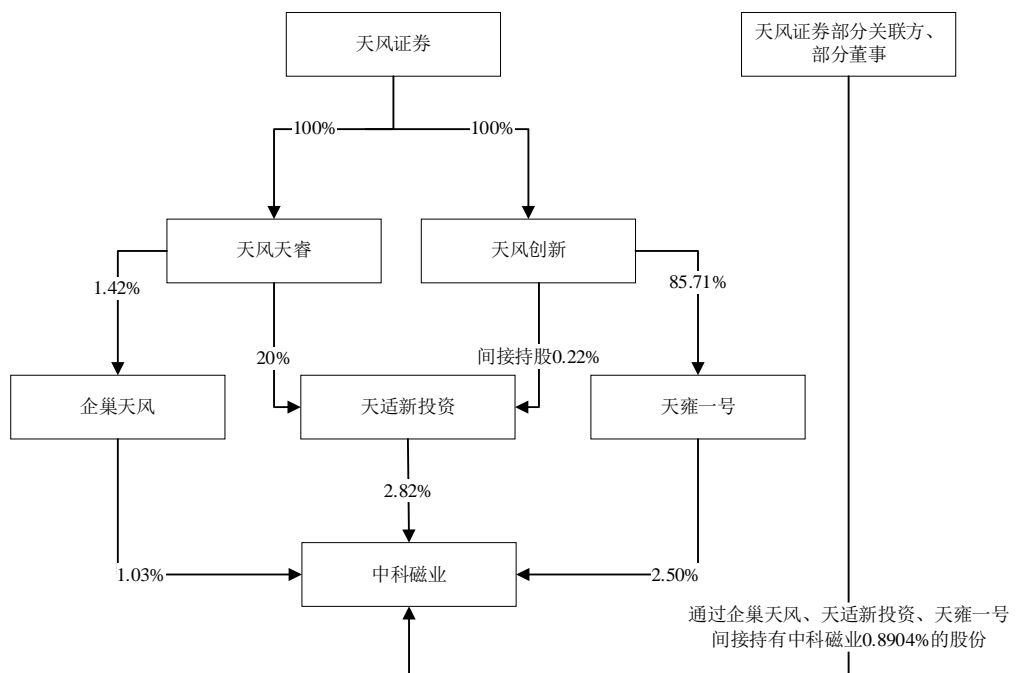 天风证券
天风证券部分关联方、
部分董事
100%
100%
天风天睿
天风创新
1.42%
85.71%
20%
间接持股0.22%
企巢天风
天适新投资
天雍一号
2.82%
1.03%
中科磁业
2.50%
通过企巢天风、天适新投资、天雍一号
间接持有中科磁业0.8904%的股份